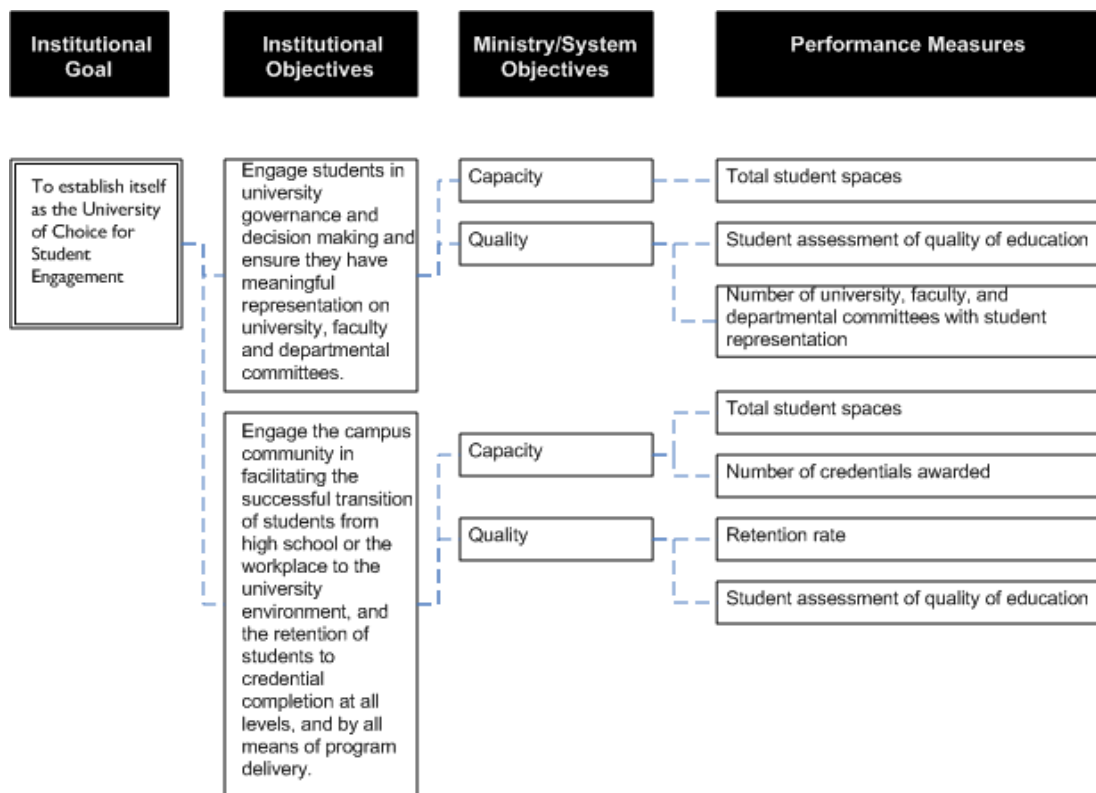 Institutional
Goal
Institutional
Objectives
Ministry/System
Objectives
Performance Measures
To establish itself
as the University
of Choice for
Student
Engagement
Engage students in
university
governance and
decision making and
ensure they have
meaningful
representation on
university, faculty
and departmental
committees.
Capacity
Total student spaces
Quality
Student assessment of quality of education
Number of university, faculty, and
departmental committees with student
representation
Engage the campus
community in
facilitating the
successful transition
of students from
high school or the
workplace to the
university
environment, and
the retention of
students to
credential
completion at all
levels, and by all
means of program
delivery.
Capacity
Total student spaces
Number of credentials awarded
Quality
Retention rate
Student assessment of quality of education